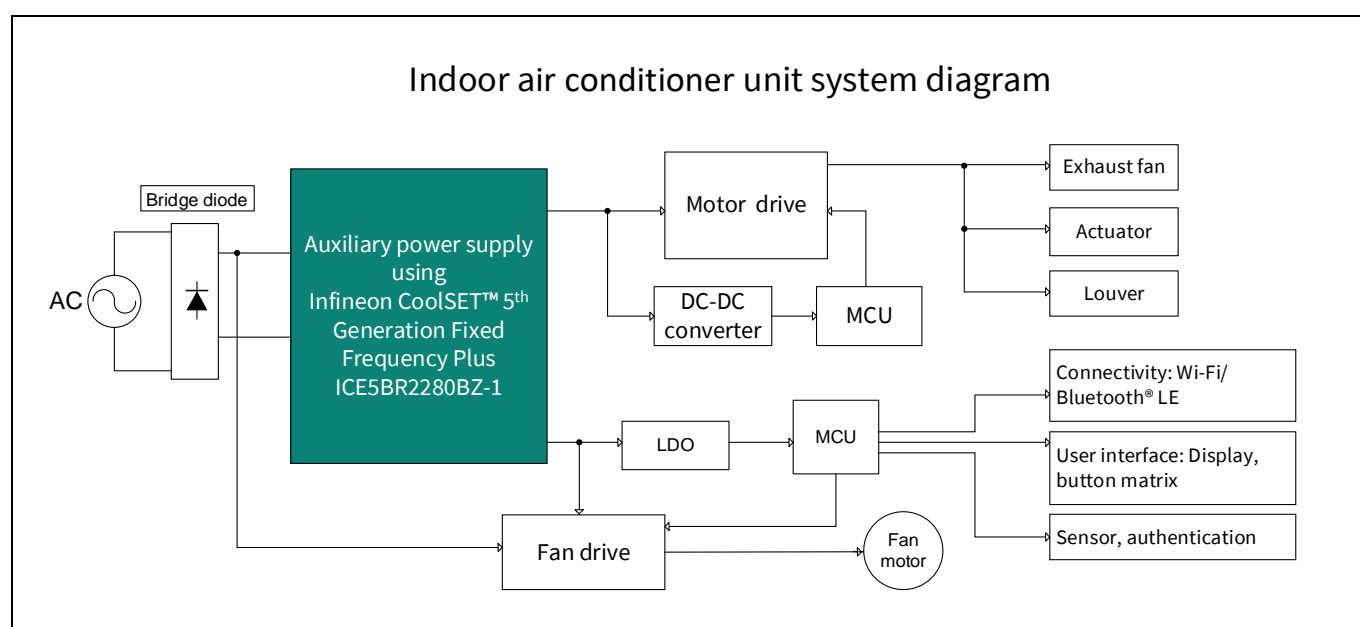 Indoor air conditioner unit system diagram
Bridge diode
AC
Auxiliary power supply
using
Infineon CoolSET™ 5th
Generation Fixed
Frequency Plus
ICE5BR2280BZ-1
Motor drive
DC-DC
converter
MCU
Exhaust fan
Actuator
Louver
LDO
MCU
Connectivity: Wi-Fi/
Bluetooth® LE
User interface: Display,
button matrix
Sensor, authentication
Fan drive
Fan
motor